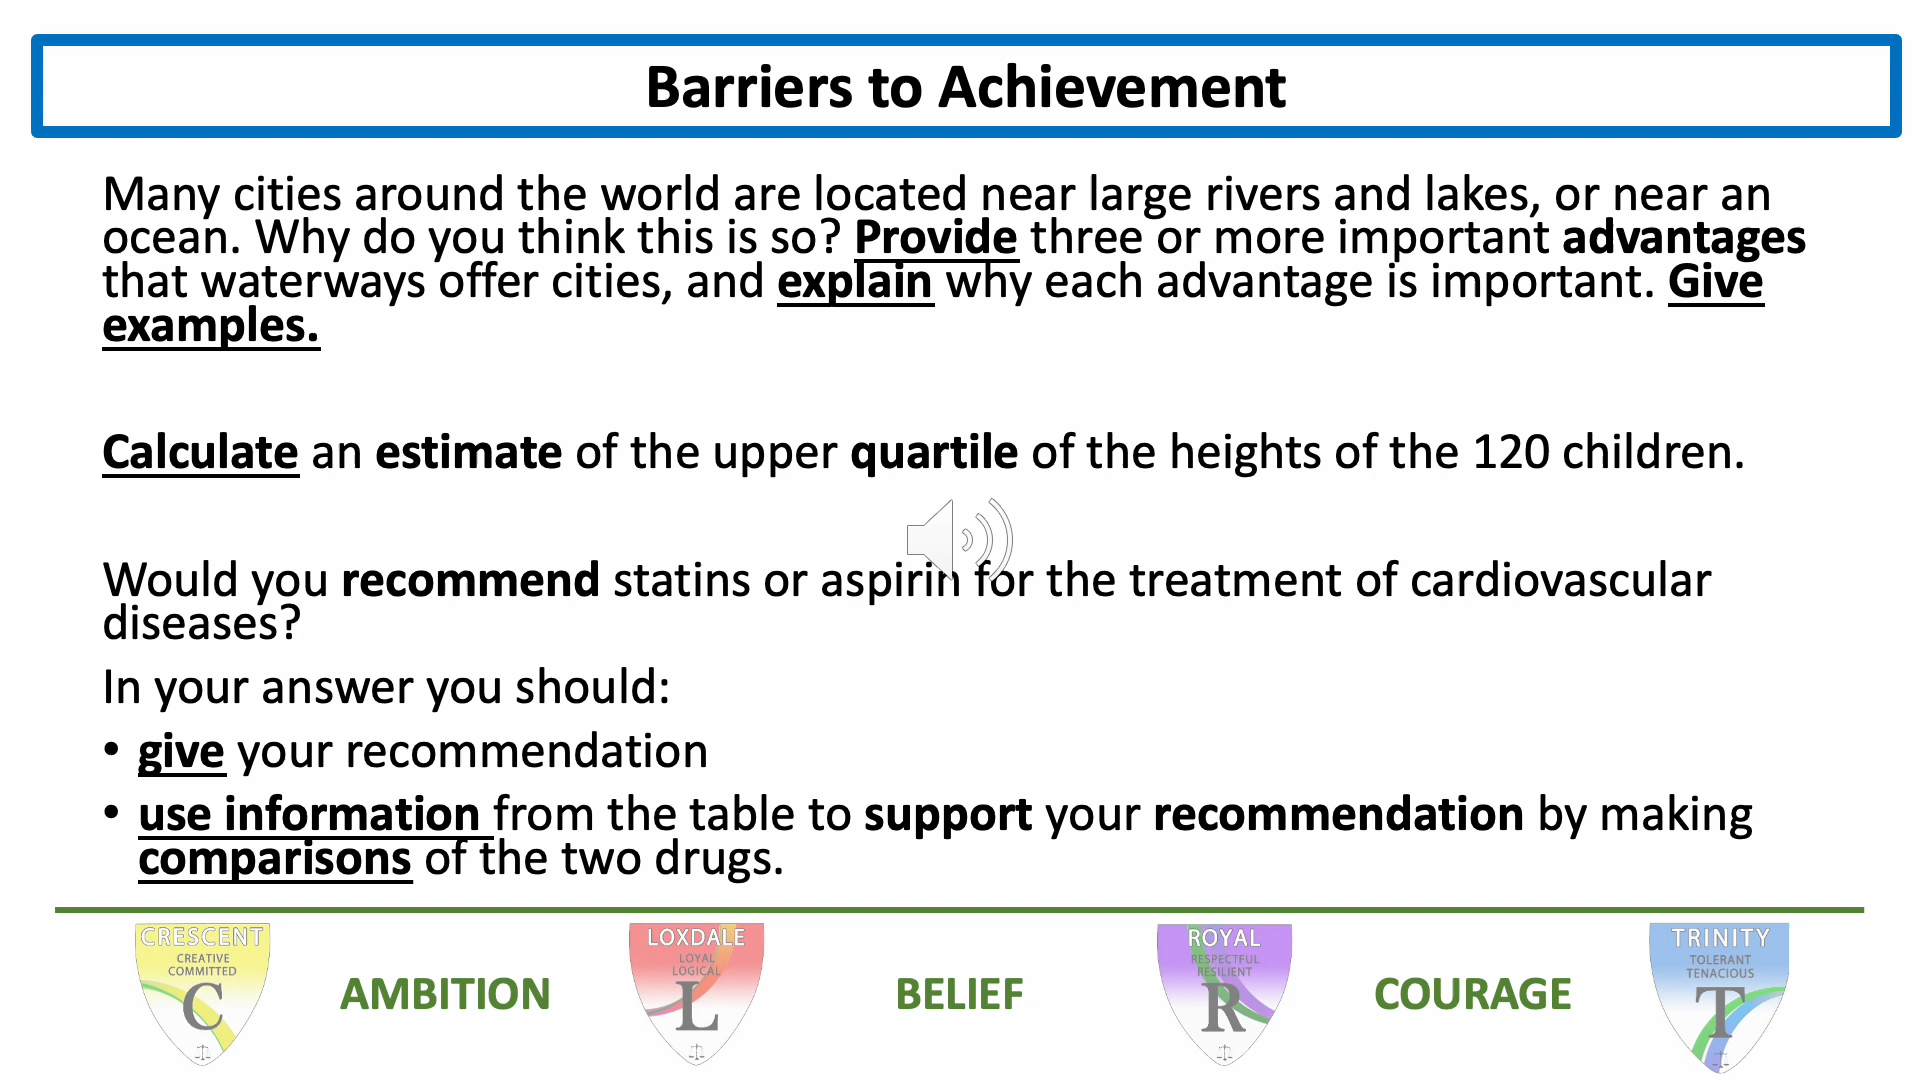 Barriers to Achievement
Many cities around the world are located near large rivers and lakes, or near an
ocean. Why do you think this is so? Provide three or more important advantages
that waterways offer cities, and explain why each advantage is important. Give
examples.
Calculate an estimate of the upper quartile of the heights of the 120 children.
Would you recommend statins or aspirin for the treatment of cardiovascular
diseases?
In your answer you should:
• give your recommendation
• use information from the table to support your recommendation by making
comparisons of the two drugs.
CRESCENT
CREATIVE
COMMITTED
C
AMBITION
LOXDALE
LOYAL
LOGICAL
L
BELIEF
ROYAL
RESPECTFUL
RESILIENT
R
COURAGE
TRINITY
TOLERANT
TENACIOUS
T